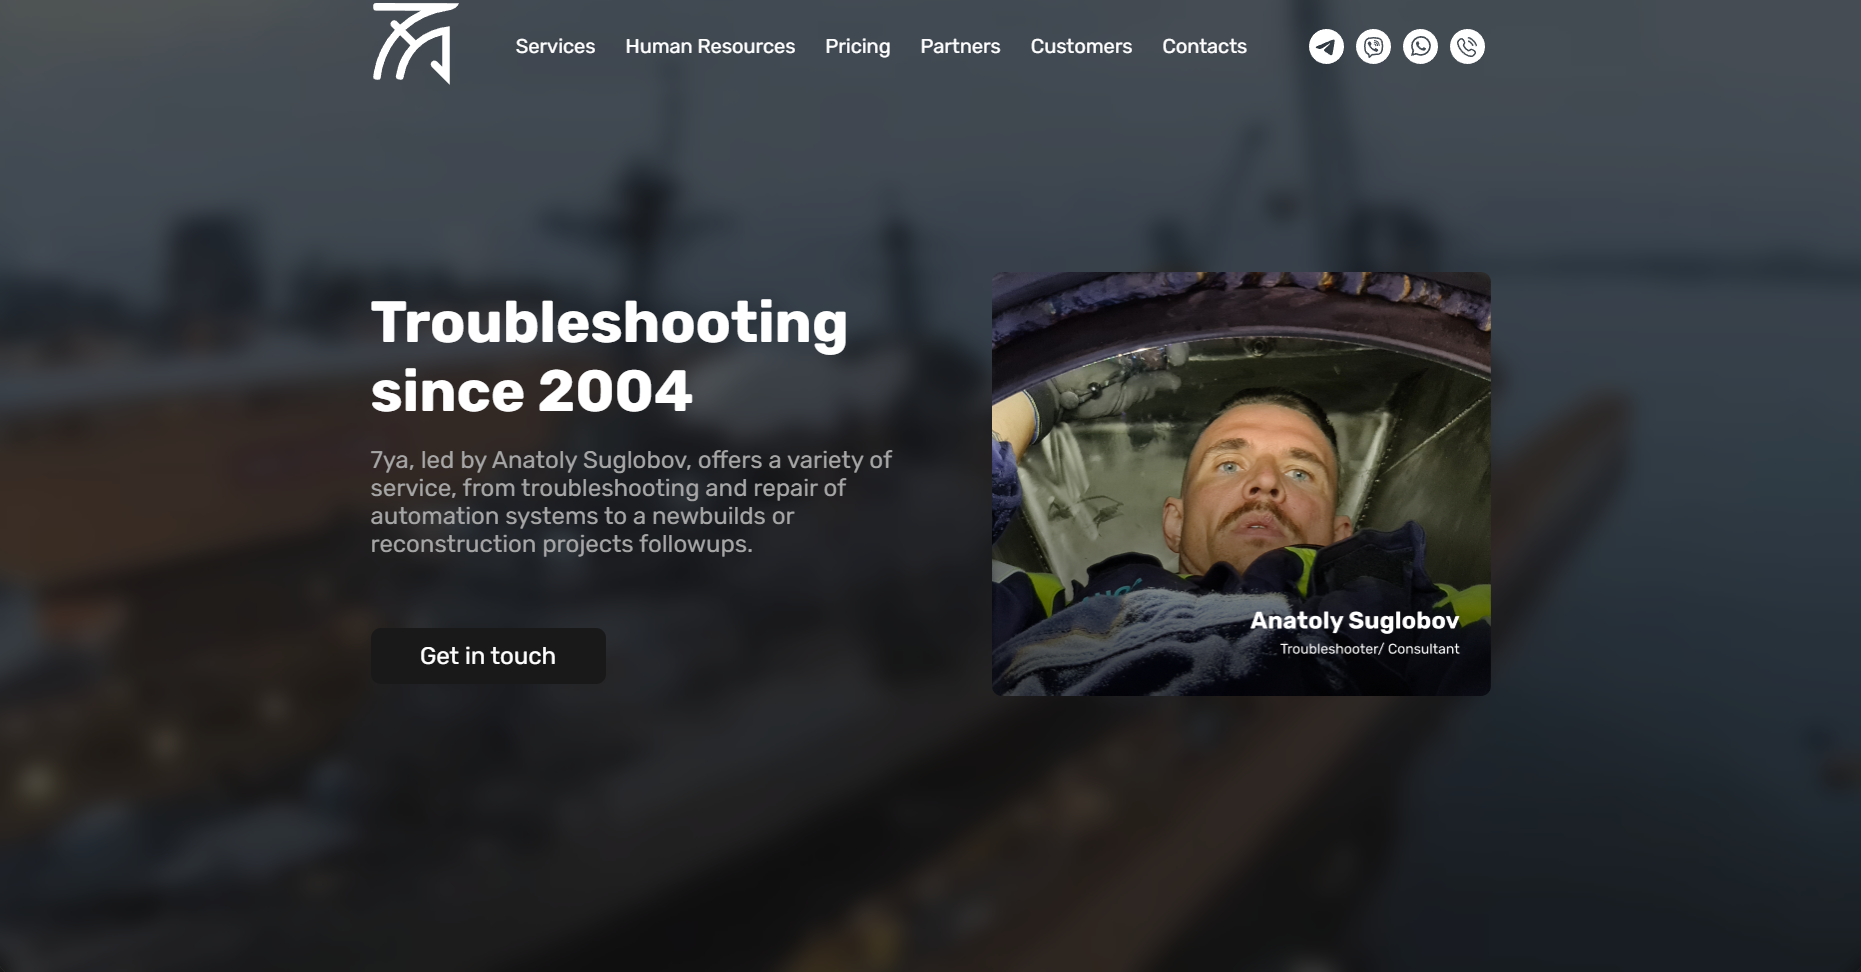 Services Human Resources Pricing Partners Customers Contacts
Troubleshooting
since 2004
7ya, led by Anatoly Suglobov, offers a variety of
service, from troubleshooting and repair of
automation systems to a newbuilds or
reconstruction projects followups.
Get in touch
Anatoly Suglobov
Troubleshooter/ Consultant